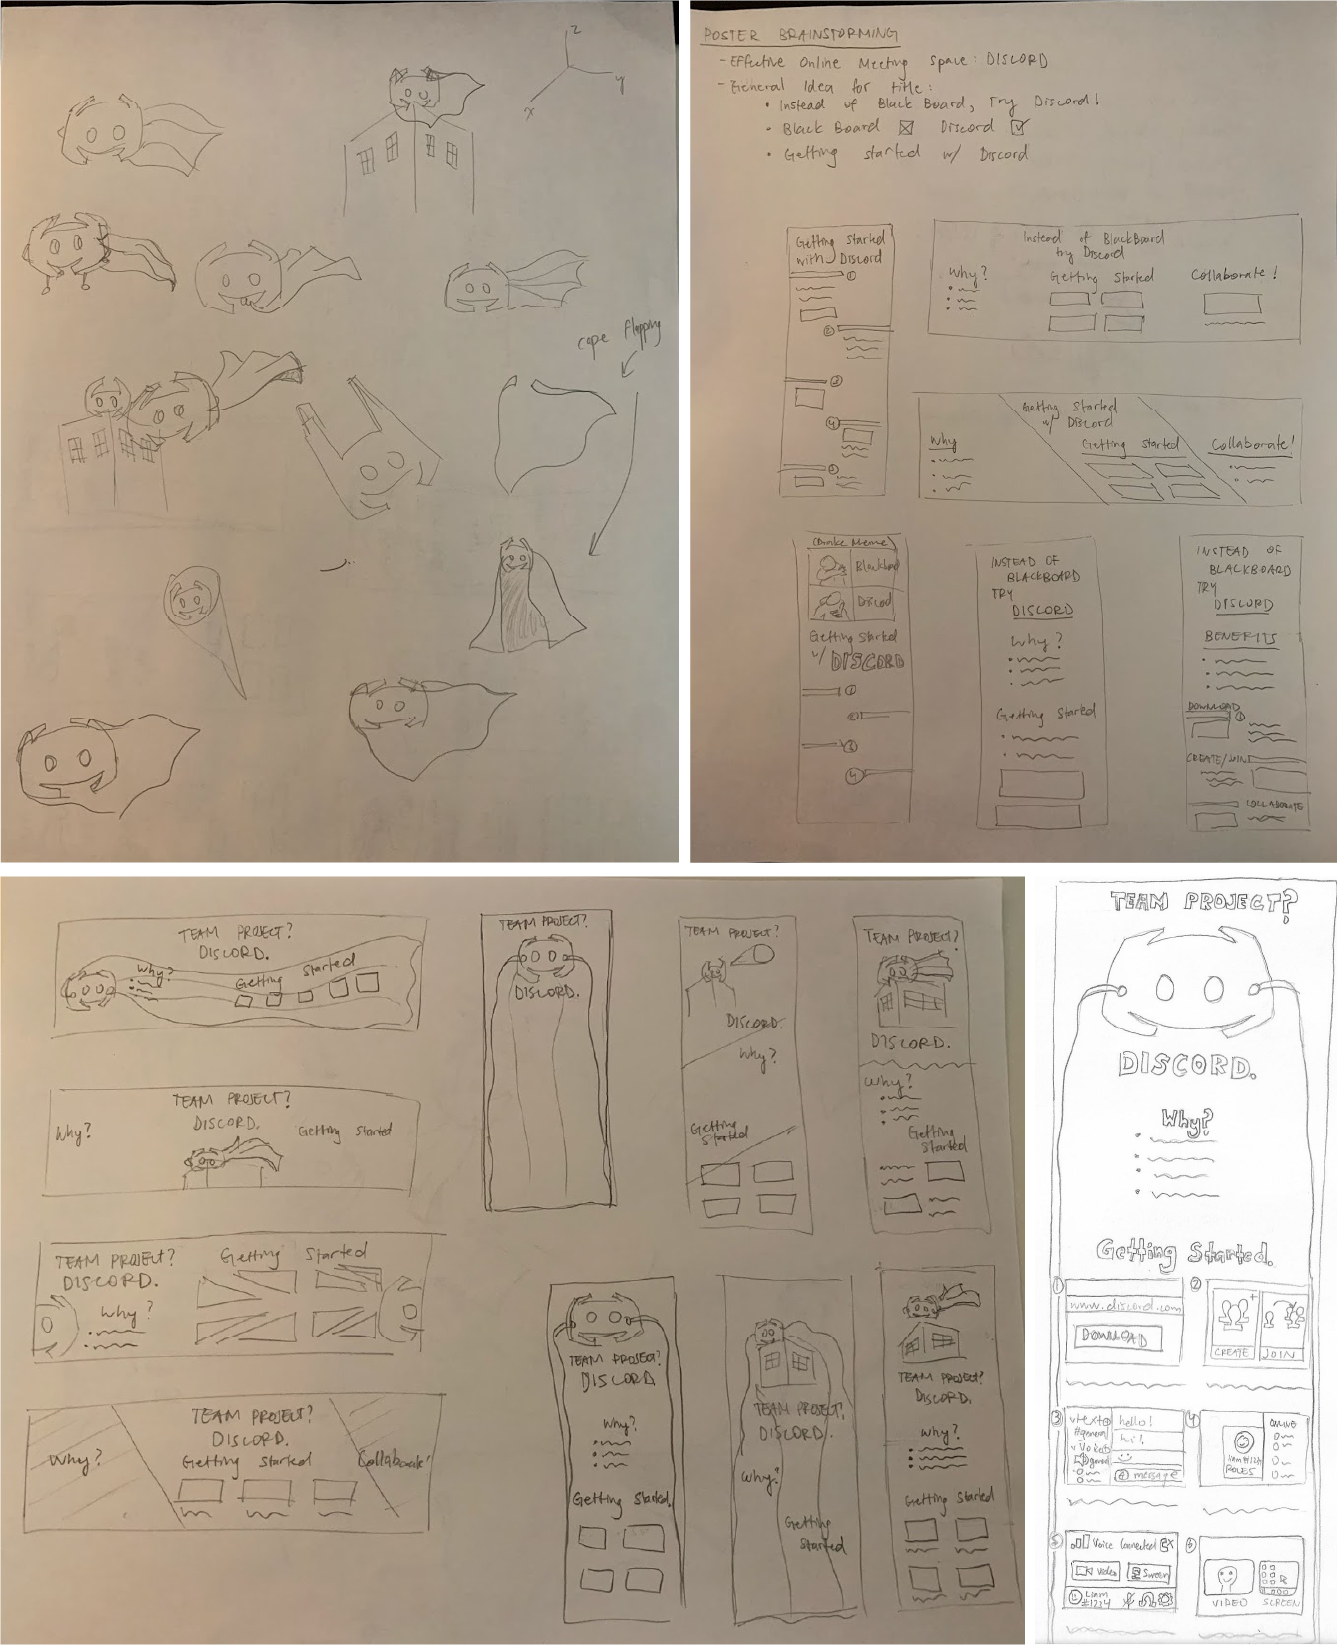 z
y
x
cape flapping
POSTER BRAINSTORMING
- Effective Online Meeting space: DISCORD
- General Idea for title:
• Instead of Black Board, Try Discord!
• Black Board ☒ Discord ☑
• Getting started w/ Discord
Getting started
with Discord
①
②
③
④
⑤
Instead of BlackBoard
try Discord
Why?
Getting Started
Collaborate!
Getting Started
w/ Discord
Why
Getting Started
Collaborate!
(Drake Meme)
Blackboard
Discord
Getting Started
w/ DISCORD
①
②
③
④
INSTEAD OF
BLACKBOARD
TRY
DISCORD
Why?
Getting Started
INSTEAD OF
BLACKBOARD
TRY
DISCORD
BENEFITS
DOWNLOAD
①
CREATE/JOIN
COLLABORATE
TEAM PROJECT?
DISCORD.
Why?
Getting Started
TEAM PROJECT?
DISCORD.
Why?
Getting Started
TEAM PROJECT?
DISCORD.
Why?
Getting Started
TEAM PROJECT?
DISCORD.
Why?
Getting Started
Collaborate!
TEAM PROJECT?
DISCORD.
TEAM PROJECT?
DISCORD.
Why?
Getting
Started
TEAM PROJECT?
DISCORD.
Why?
Getting
Started
TEAM PROJECT?
DISCORD
Why?
Getting Started.
TEAM PROJECT?
DISCORD.
Why?
Getting
Started
TEAM PROJECT?
DISCORD.
Why?
Getting Started
TEAM PROJECT?
DISCORD.
Why?
Getting Started.
①
www.discord.com
DOWNLOAD
②
CREATE
JOIN
③
v text
#general
v Voice
hello!
hi!
@ message
④
ROLES
ONLINE
⑤
Voice Connected
Video
Screen
Liam
#1224
⑥
VIDEO
SCREEN